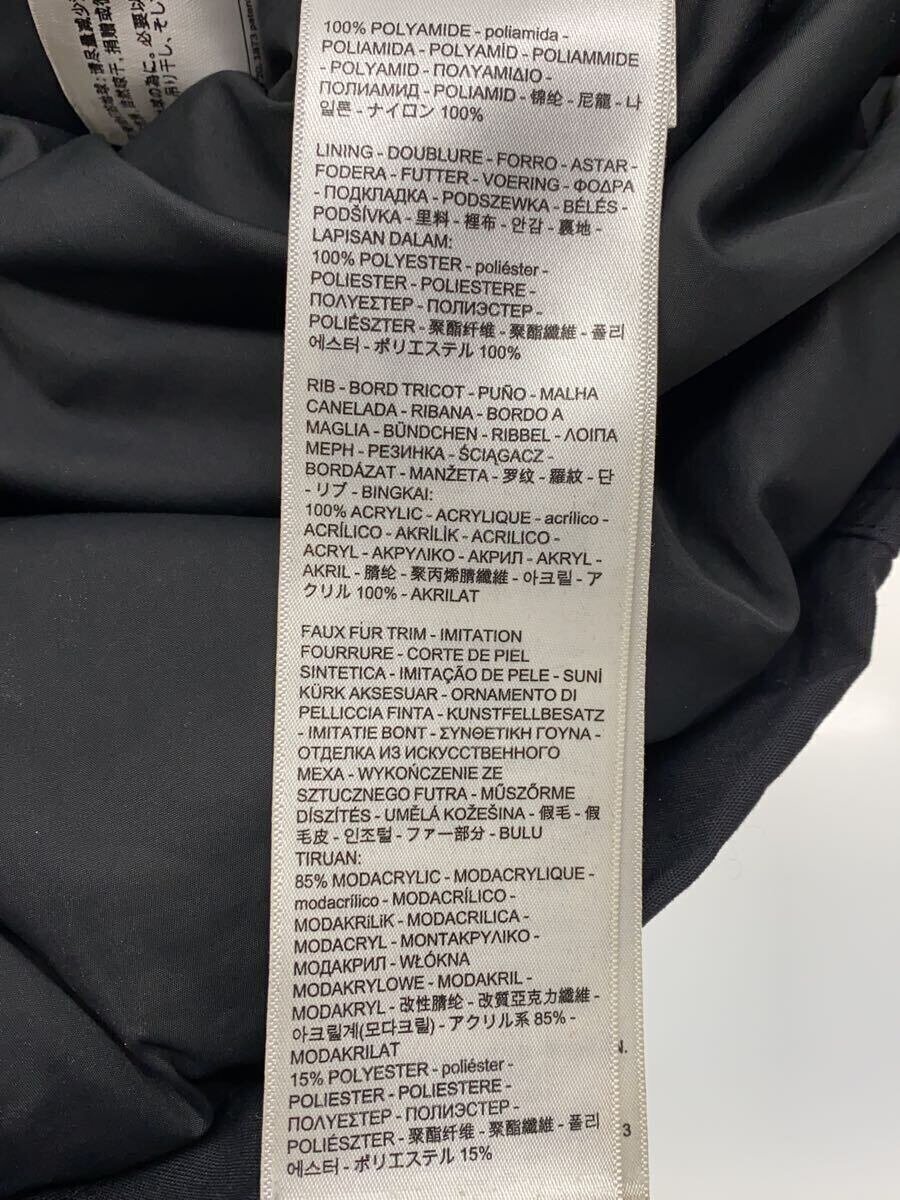 100% POLYAMIDE - poliamida -
POLIAMIDA - POLYAMİD - POLIAMMIDE
- POLYAMID - ΠΟΛΥΑΜΙΔΙΟ -
ПОЛИАМИД - POLIAMID - 锦纶 - 尼龍 - 나
일론 - ナイロン 100%
LINING - DOUBLURE - FORRO - ASTAR -
FODERA - FUTTER - VOERING - ΦΟΔΡΑ
- ПОДКЛАДКА - PODSZEWKA - BÉLÉS -
PODŠÍVKA - 里料 - 裡布 - 안감 - 裏地 -
LAPISAN DALAM:
100% POLYESTER - poliéster -
POLIESTER - POLIESTERE -
ΠΟΛΥΕΣΤΕΡ - ПОЛИЭСТЕР -
POLIÉSZTER - 聚酯纤维 - 聚酯纖維 - 폴리
에스터 - ポリエステル 100%
RIB - BORD TRICOT - PUÑO - MALHA
CANELADA - RIBANA - BORDO A
MAGLIA - BÜNDCHEN - RIBBEL - ΛΟΙΠΑ
ΜΕΡΗ - РЕЗИНКА - ŚCIĄGACZ -
BORDÁZAT - MANŽETA - 罗纹 - 羅紋 - 단
- リブ - BINGKAI:
100% ACRYLIC - ACRYLIQUE - acrílico -
ACRÍLICO - AKRİLİK - ACRILICO -
ACRYL - ΑΚΡΥΛΙΚΟ - АКРИЛ - AKRYL -
AKRIL - 腈纶 - 聚丙烯腈纖維 - 아크릴 - ア
クリル 100% - AKRILAT
FAUX FUR TRIM - IMITATION
FOURRURE - CORTE DE PIEL
SINTETICA - IMITAÇÃO DE PELE - SUNİ
KÜRK AKSESUAR - ORNAMENTO DI
PELLICCIA FINTA - KUNSTFELLBESATZ
- IMITATIE BONT - ΣΥΝΘΕΤΙΚΗ ΓΟΥΝΑ -
ОТДЕЛКА ИЗ ИСКУССТВЕННОГО
МЕХА - WYKOŃCZENIE ZE
SZTUCZNEGO FUTRA - MŰSZŐRME
DÍSZÍTÉS - UMĚLÁ KOŽEŠINA - 假毛 - 假
毛皮 - 인조털 - ファー部分 - BULU
TIRUAN:
85% MODACRYLIC - MODACRYLIQUE -
modacrílico - MODACRÍLICO -
MODAKRiLiK - MODACRILICA -
MODACRYL - ΜΟΝΤΑΚΡΥΛΙΚΟ -
МОДАКРИЛ - WŁÓKNA
MODAKRYLOWE - MODAKRIL -
MODAKRYL - 改性腈纶 - 改質亞克力纖維 -
아크릴계(모다크릴) - アクリル系 85% -
MODAKRILAT
15% POLYESTER - poliéster -
POLIESTER - POLIESTERE -
ΠΟΛΥΕΣΤΕΡ - ПОЛИЭСТЕР -
POLIÉSZTER - 聚酯纤维 - 聚酯纖維 - 폴리
에스터 - ポリエステル 15%
N.
3